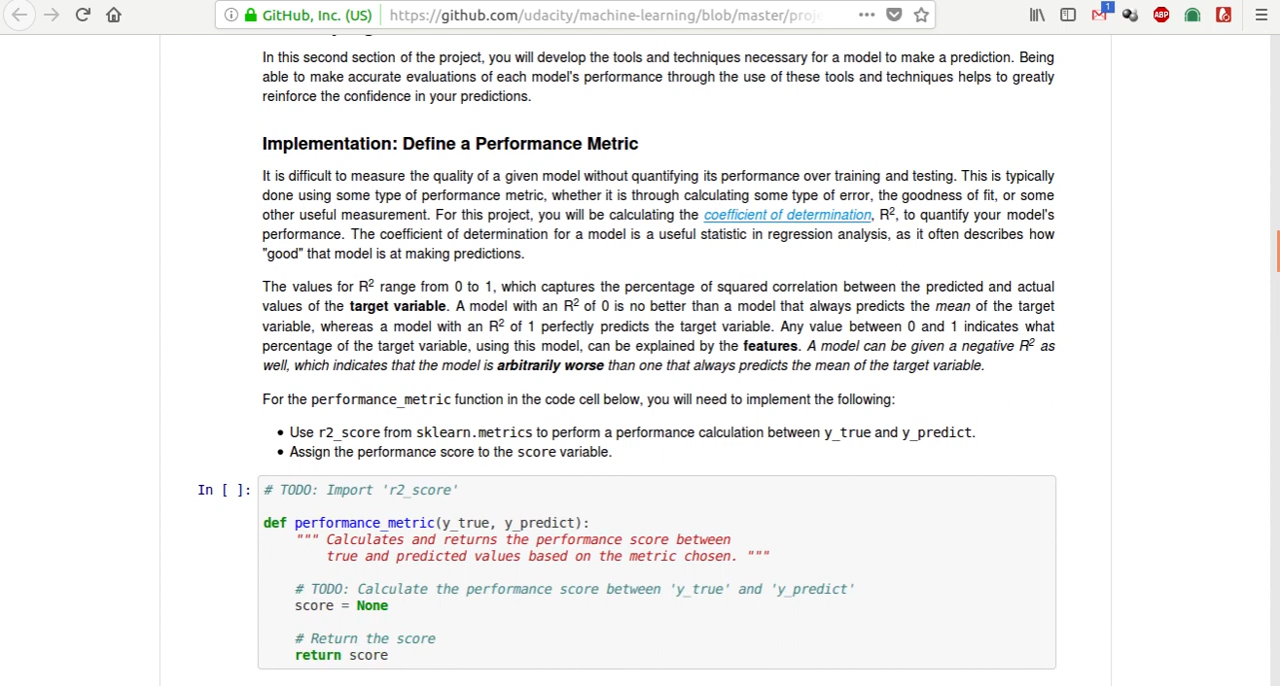 GitHub, Inc. (US) https://github.com/udacity/machine-learning/blob/master/proje
1
ABP
In this second section of the project, you will develop the tools and techniques necessary for a model to make a prediction. Being
able to make accurate evaluations of each model's performance through the use of these tools and techniques helps to greatly
reinforce the confidence in your predictions.
Implementation: Define a Performance Metric
It is difficult to measure the quality of a given model without quantifying its performance over training and testing. This is typically
done using some type of performance metric, whether it is through calculating some type of error, the goodness of fit, or some
other useful measurement. For this project, you will be calculating the coefficient of determination, R², to quantify your model's
performance. The coefficient of determination for a model is a useful statistic in regression analysis, as it often describes how
"good" that model is at making predictions.
The values for R² range from 0 to 1, which captures the percentage of squared correlation between the predicted and actual
values of the target variable. A model with an R² of 0 is no better than a model that always predicts the mean of the target
variable, whereas a model with an R² of 1 perfectly predicts the target variable. Any value between 0 and 1 indicates what
percentage of the target variable, using this model, can be explained by the features. A model can be given a negative R² as
well, which indicates that the model is arbitrarily worse than one that always predicts the mean of the target variable.
For the performance_metric function in the code cell below, you will need to implement the following:
• Use r2_score from sklearn.metrics to perform a performance calculation between y_true and y_predict.
• Assign the performance score to the score variable.
In [ ]: # TODO: Import 'r2_score'
def performance_metric(y_true, y_predict):
""" Calculates and returns the performance score between
true and predicted values based on the metric chosen. """
# TODO: Calculate the performance score between 'y_true' and 'y_predict'
score = None
# Return the score
return score